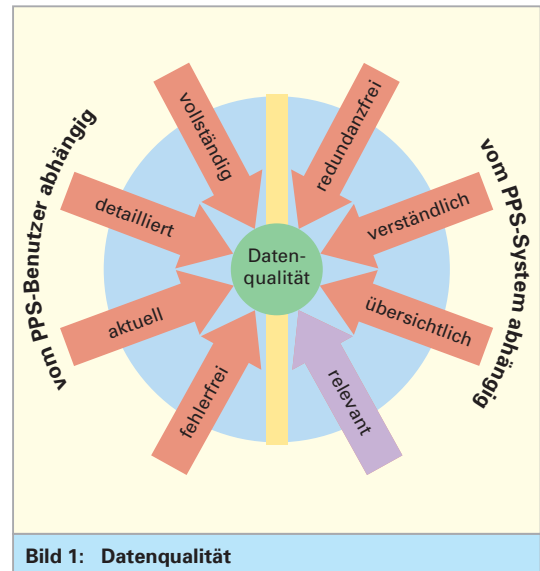 vom PPS-Benutzer abhängig
vollständig
detailliert
aktuell
fehlerfrei
Daten-
qualität
redundanzfrei
verständlich
übersichtlich
relevant
vom PPS-System abhängig
Bild 1: Datenqualität